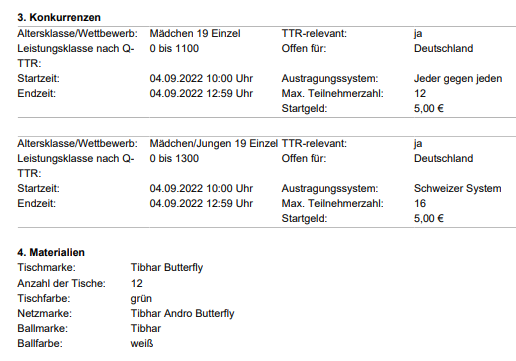 3. Konkurrenzen
Altersklasse/Wettbewerb: Mädchen 19 Einzel TTR-relevant: ja
Leistungsklasse nach Q-TTR: 0 bis 1100 Offen für: Deutschland
Startzeit: 04.09.2022 10:00 Uhr Austragungssystem: Jeder gegen jeden
Endzeit: 04.09.2022 12:59 Uhr Max. Teilnehmerzahl: 12
Startgeld: 5,00 €
Altersklasse/Wettbewerb: Mädchen/Jungen 19 Einzel TTR-relevant: ja
Leistungsklasse nach Q-TTR: 0 bis 1300 Offen für: Deutschland
Startzeit: 04.09.2022 10:00 Uhr Austragungssystem: Schweizer System
Endzeit: 04.09.2022 12:59 Uhr Max. Teilnehmerzahl: 16
Startgeld: 5,00 €
4. Materialien
Tischmarke: Tibhar Butterfly
Anzahl der Tische: 12
Tischfarbe: grün
Netzmarke: Tibhar Andro Butterfly
Ballmarke: Tibhar
Ballfarbe: weiß